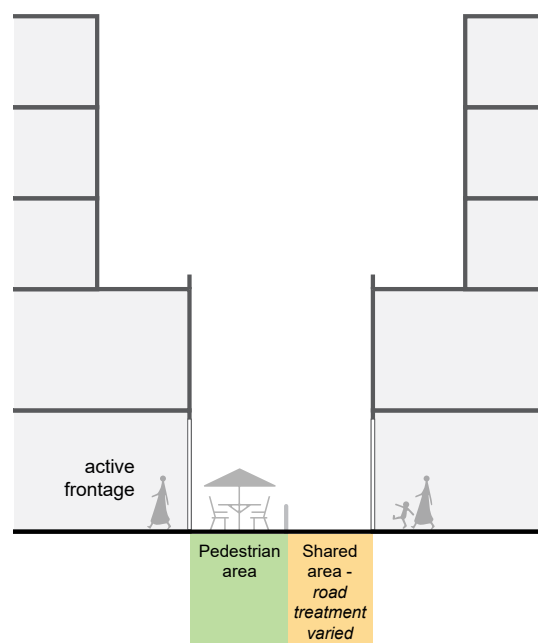 active
frontage
Pedestrian
area
Shared
area -
road
treatment
varied